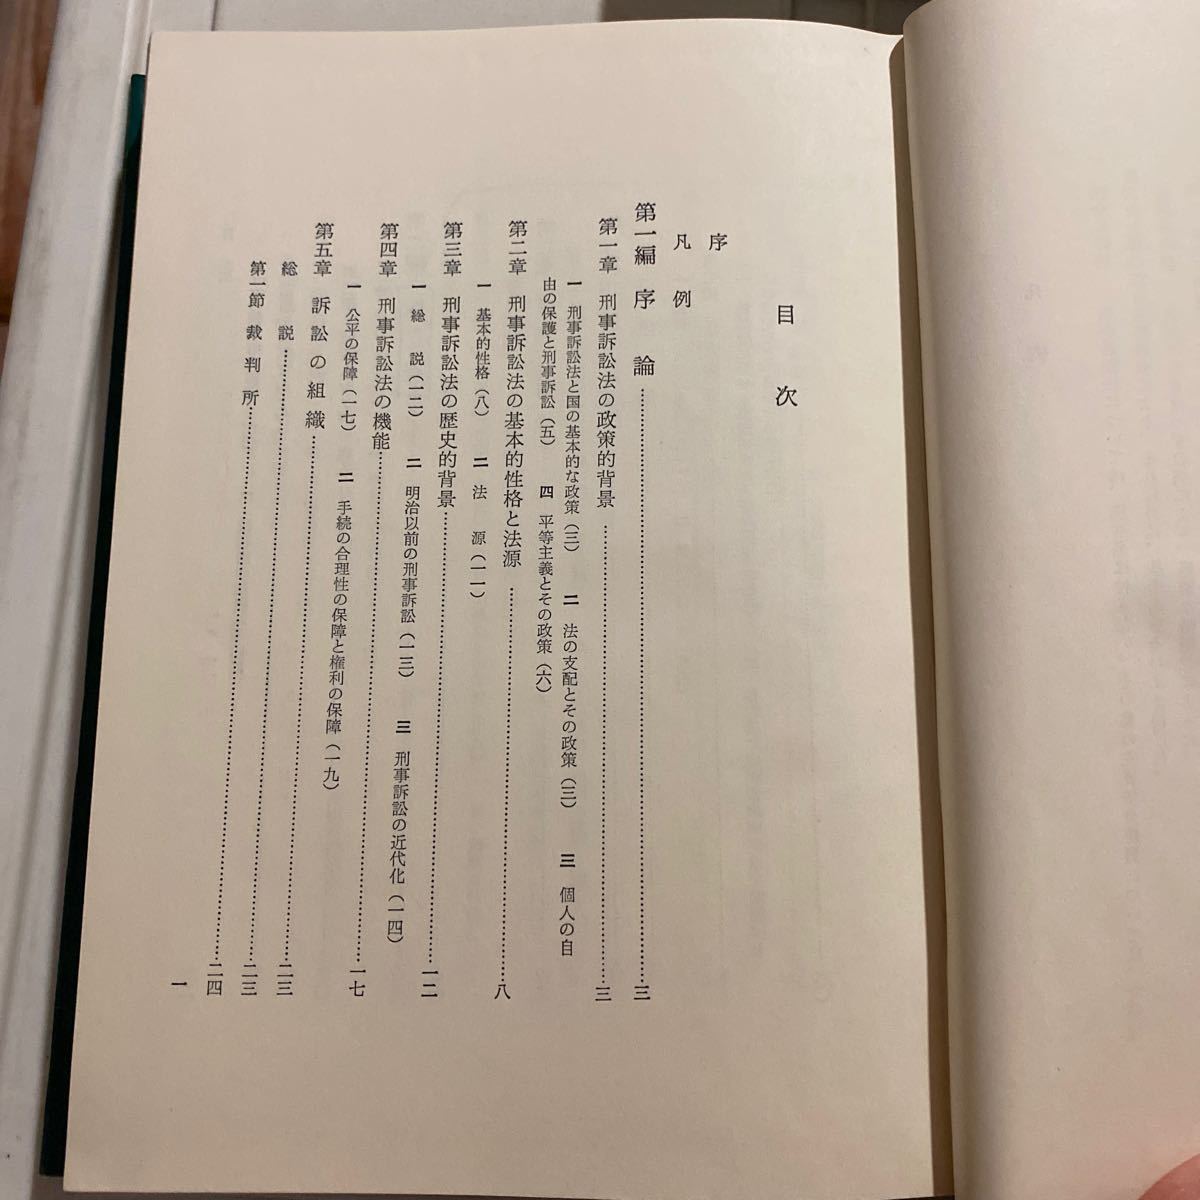 目次
序
凡例
第一編　序論……三
第一章　刑事訴訟法の政策的背景……三
一　刑事訴訟法と国の基本的な政策（三）　二　法の支配とその政策（三）　三　個人の自
由の保護と刑事訴訟（五）　四　平等主義とその政策（六）
第二章　刑事訴訟法の基本的性格と法源……八
一　基本的性格（八）　二　法　源（一一）
第三章　刑事訴訟法の歴史的背景……一二
一　総　説（一二）　二　明治以前の刑事訴訟（一三）　三　刑事訴訟の近代化（一四）
第四章　刑事訴訟法の機能……一七
一　公平の保障（一七）　二　手続の合理性の保障と権利の保障（一九）
第五章　訴訟の組織……二三
総　説……二三
第一節　裁判所……二四
一